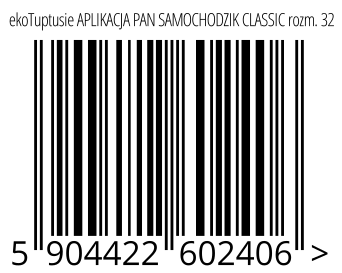 ekoTuptusie APLIKACJA PAN SAMOCHODZIK CLASSIC rozm. 32
5 904422 602406 >